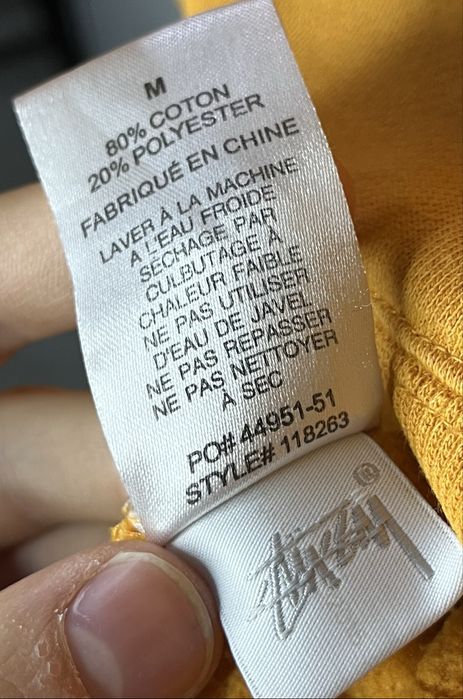 M
80% COTON
20% POLYESTER
FABRIQUÉ EN CHINE
LAVER À LA MACHINE
A L'EAU FROIDE
SÉCHAGE PAR
CULBUTAGE À
CHALEUR FAIBLE
NE PAS UTILISER
D'EAU DE JAVEL
NE PAS REPASSER
NE PAS NETTOYER
À SEC
PO# 44951-51
STYLE# 118263
®
STÜSSY